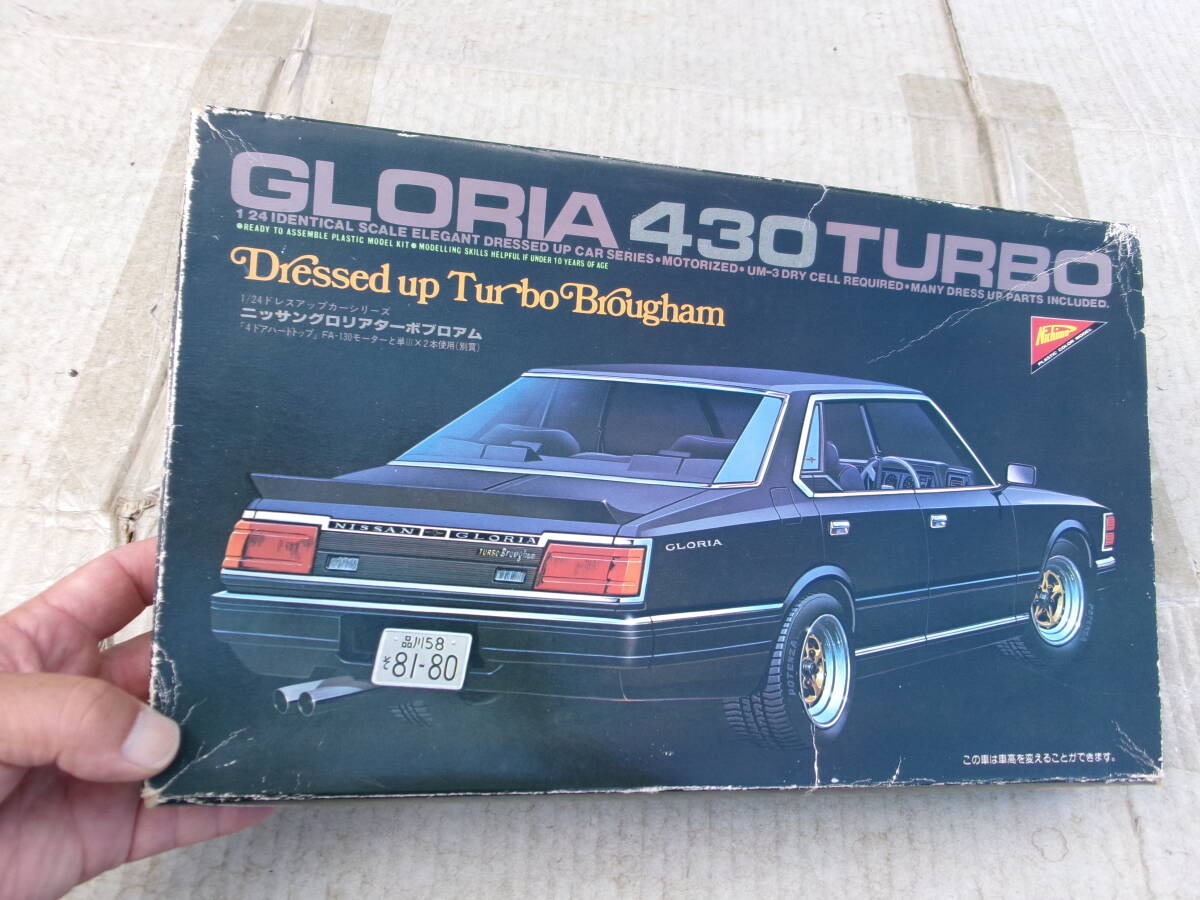 GLORIA 430 TURBO
1 24 IDENTICAL SCALE ELEGANT DRESSED UP CAR SERIES•MOTORIZED•UM-3 DRY CELL REQUIRED•MANY DRESS UP PARTS INCLUDED.
•READY TO ASSEMBLE PLASTIC MODEL KIT•MODELLING SKILLS HELPFUL IF UNDER 10 YEARS OF AGE
Dressed up Turbo Brougham
1/24ドレスアップカーシリーズ
ニッサングロリアターボブロアム
「4ドアハードトップ」FA-130モーターと単III×2本使用(別買)
Nichimo
PLASTIC COLOR MODEL
NISSAN GLORIA
TURBO Brougham
GLORIA
品川58
そ 81-80
POTENZA
この車は車高を変えることができます。